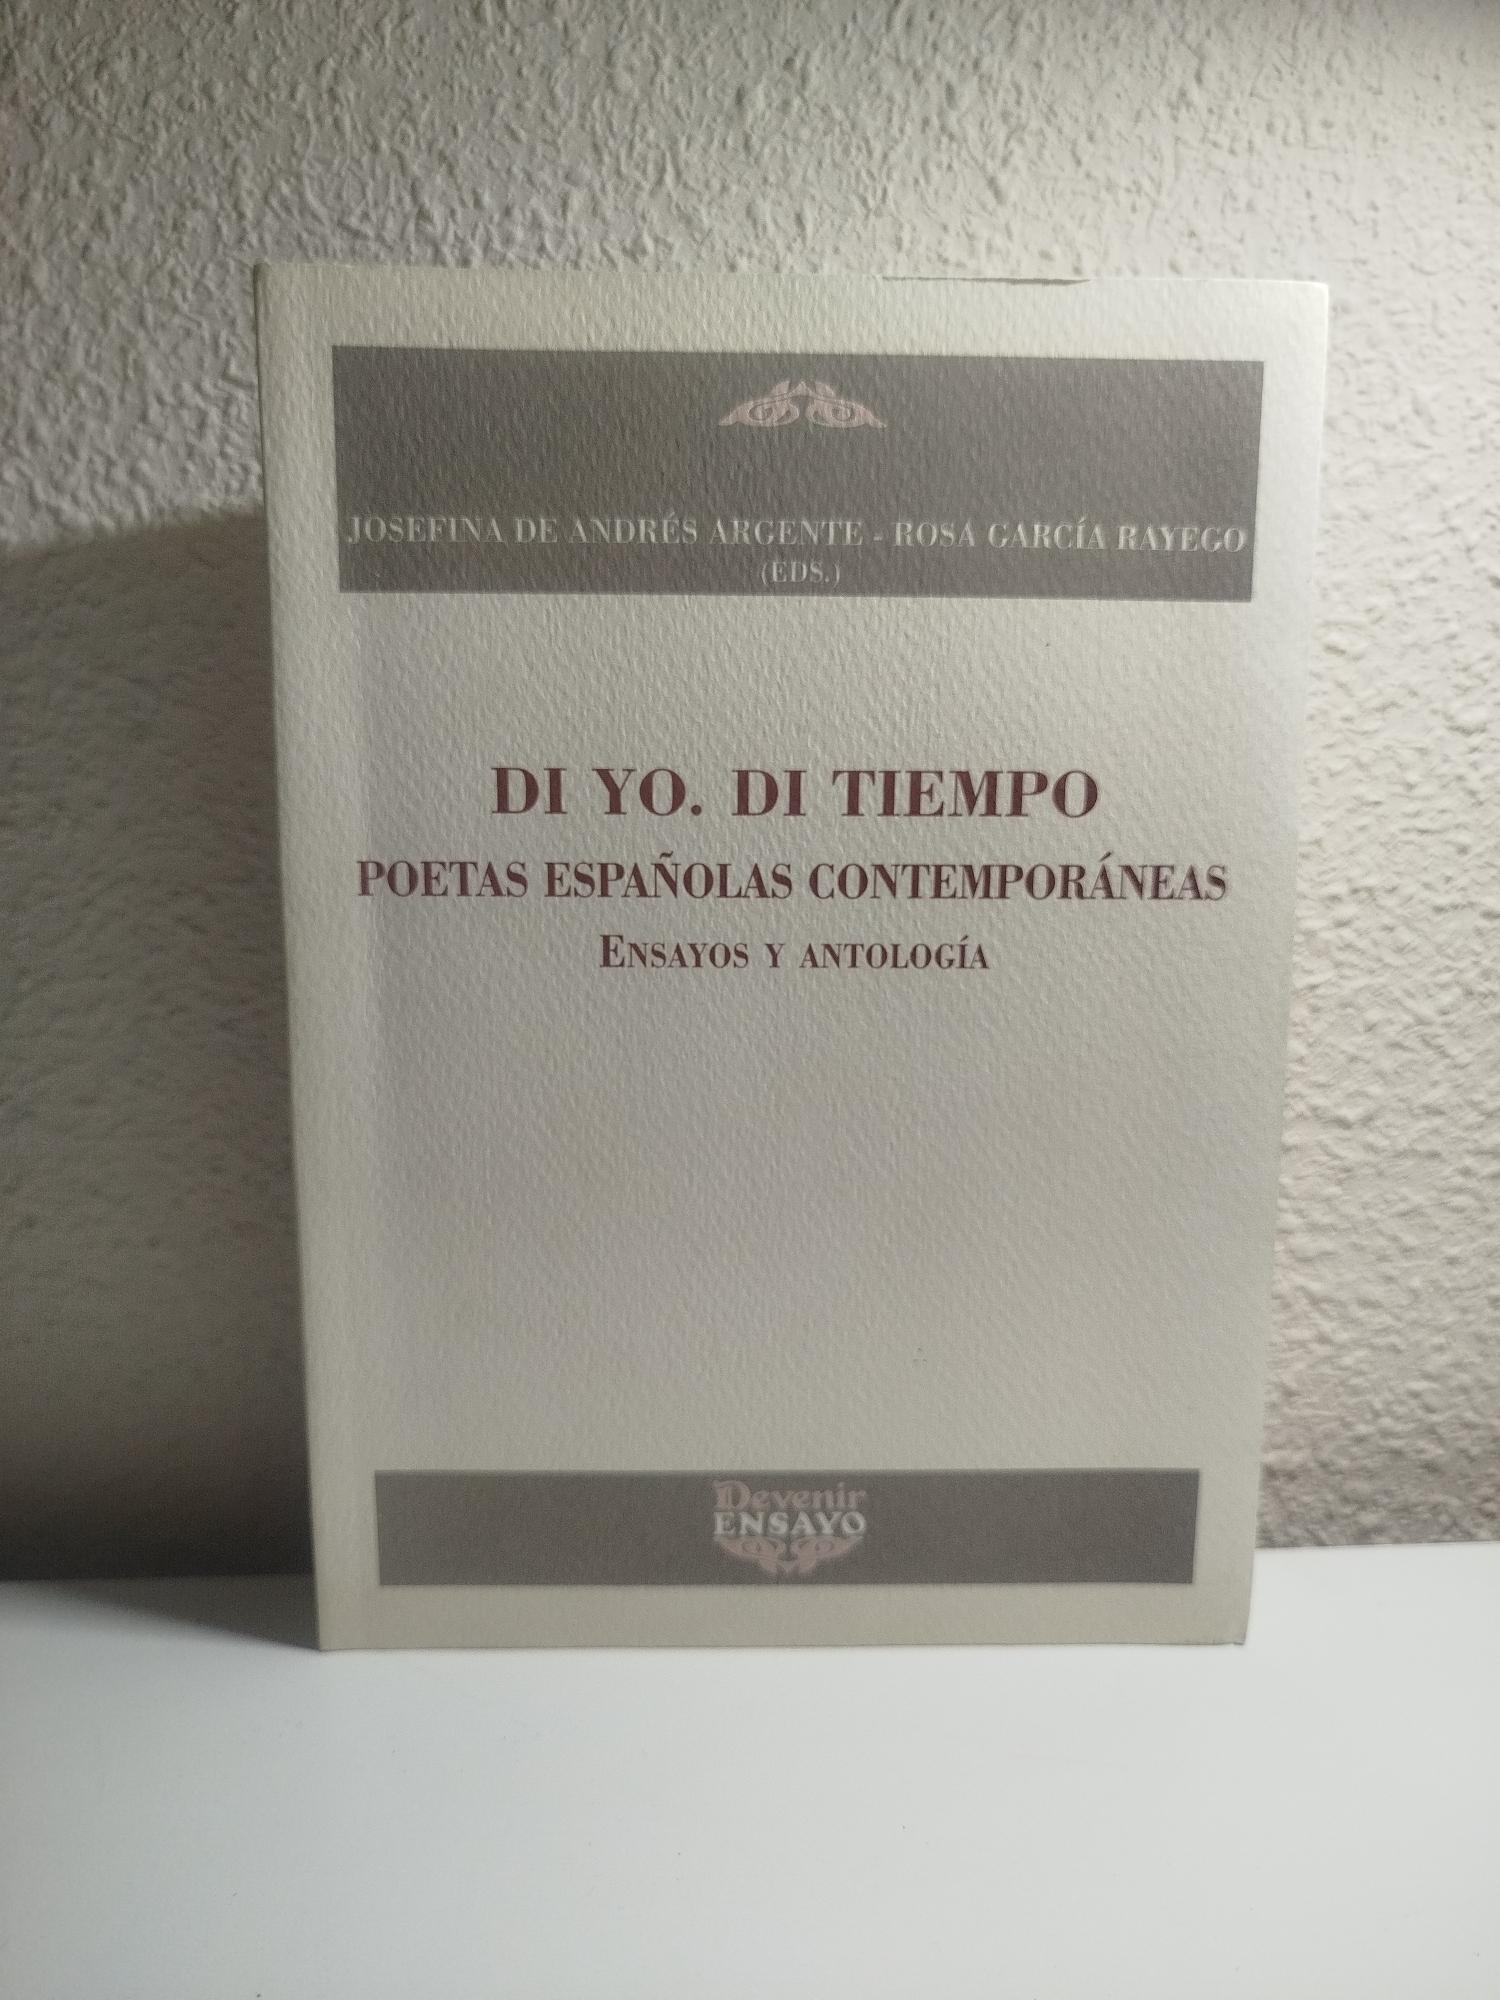 JOSEFINA DE ANDRÉS ARGENTE - ROSA GARCÍA RAYEGO
(EDS.)
DI YO. DI TIEMPO
POETAS ESPAÑOLAS CONTEMPORÁNEAS
ENSAYOS Y ANTOLOGÍA
Devenir
ENSAYO